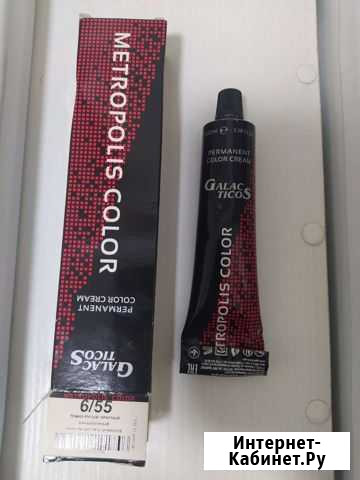 METROPOLIS COLOR
PERMANENT
COLOR CREAM
GALAC
TICOS
6/55
PERMANENT
COLOR CREAM
GALAC
TICOS
METROPOLIS COLOR
EAC
Интернет-
Кабинет.Ру